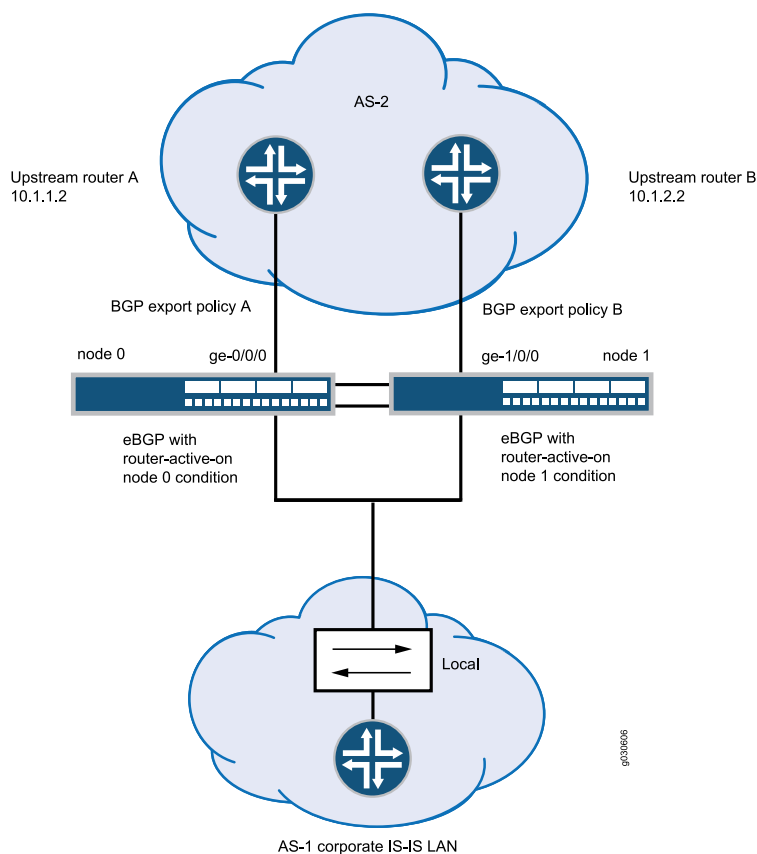 AS-2
Upstream router A
10.1.1.2
Upstream router B
10.1.2.2
BGP export policy A
BGP export policy B
node 0
ge-0/0/0
ge-1/0/0
node 1
eBGP with
router-active-on
node 0 condition
eBGP with
router-active-on
node 1 condition
Local
g030606
AS-1 corporate IS-IS LAN